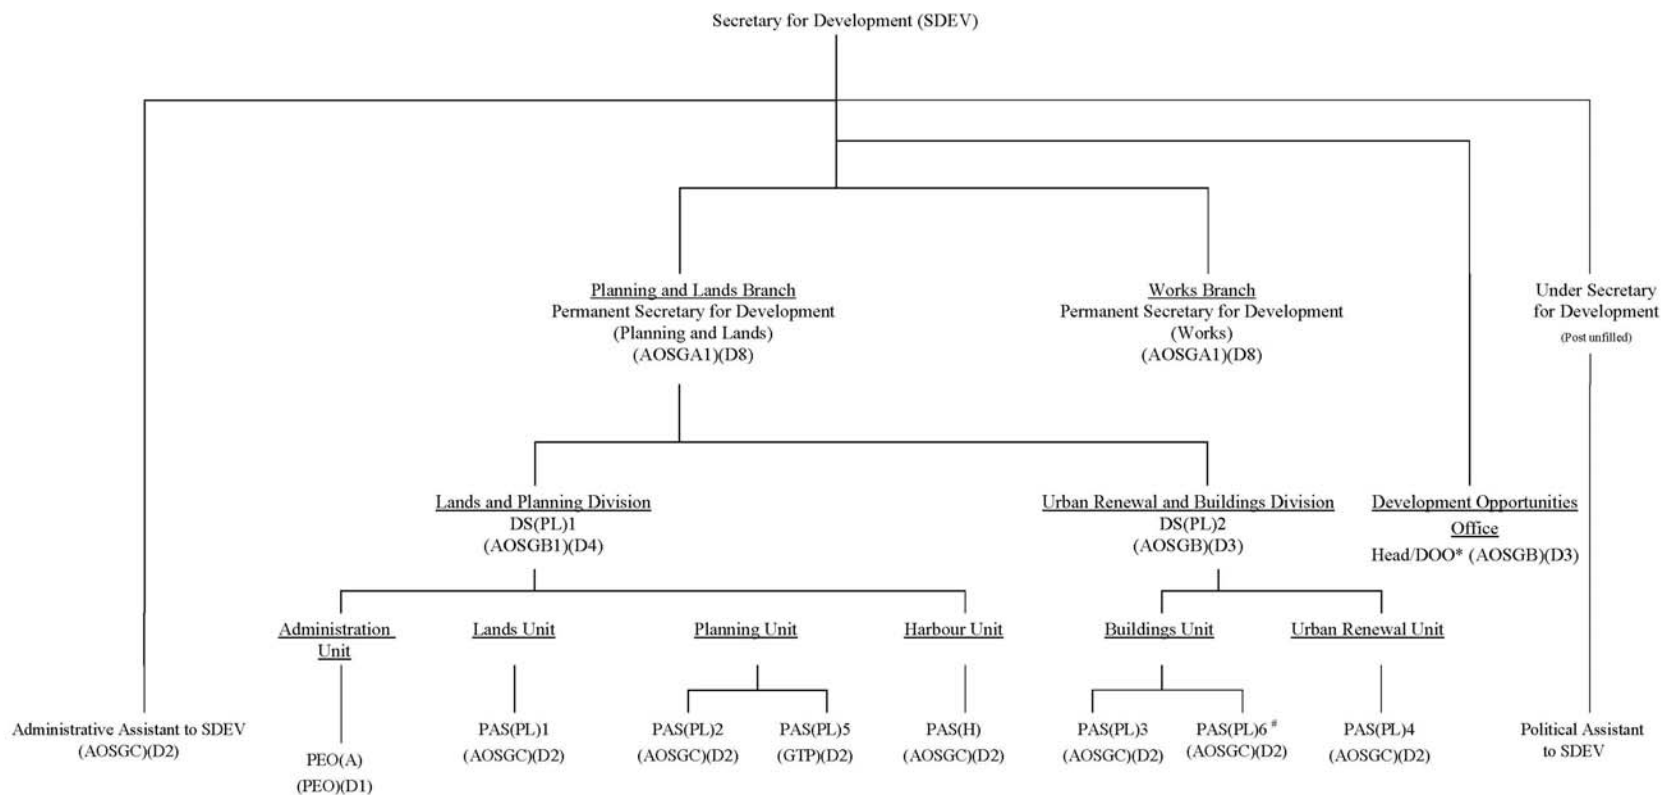 Secretary for Development (SDEV)
Planning and Lands Branch
Permanent Secretary for Development
(Planning and Lands)
(AOSGA1)(D8)
Works Branch
Permanent Secretary for Development
(Works)
(AOSGA1)(D8)
Under Secretary
for Development
(Post unfilled)
Lands and Planning Division
DS(PL)1
(AOSGB1)(D4)
Urban Renewal and Buildings Division
DS(PL)2
(AOSGB)(D3)
Development Opportunities
Office
Head/DOO* (AOSGB)(D3)
Administration
Unit
Lands Unit
Planning Unit
Harbour Unit
Buildings Unit
Urban Renewal Unit
Administrative Assistant to SDEV
(AOSGC)(D2)
PEO(A)
(PEO)(D1)
PAS(PL)1
(AOSGC)(D2)
PAS(PL)2
(AOSGC)(D2)
PAS(PL)5
(GTP)(D2)
PAS(H)
(AOSGC)(D2)
PAS(PL)3
(AOSGC)(D2)
PAS(PL)6 #
(AOSGC)(D2)
PAS(PL)4
(AOSGC)(D2)
Political Assistant
to SDEV